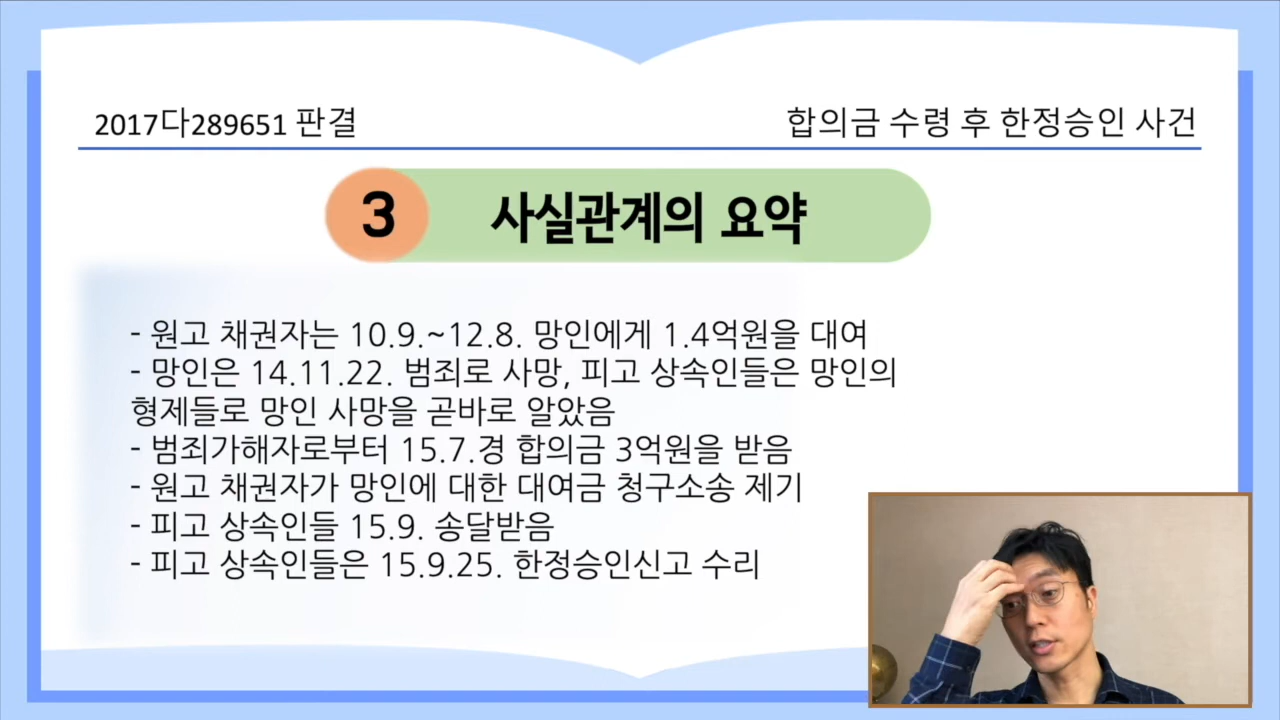 2017다289651 판결
합의금 수령 후 한정승인 사건
3 사실관계의 요약
- 원고 채권자는 10.9.~12.8. 망인에게 1.4억원을 대여
- 망인은 14.11.22. 범죄로 사망, 피고 상속인들은 망인의
형제들로 망인 사망을 곧바로 알았음
- 범죄가해자로부터 15.7.경 합의금 3억원을 받음
- 원고 채권자가 망인에 대한 대여금 청구소송 제기
- 피고 상속인들 15.9. 송달받음
- 피고 상속인들은 15.9.25. 한정승인신고 수리